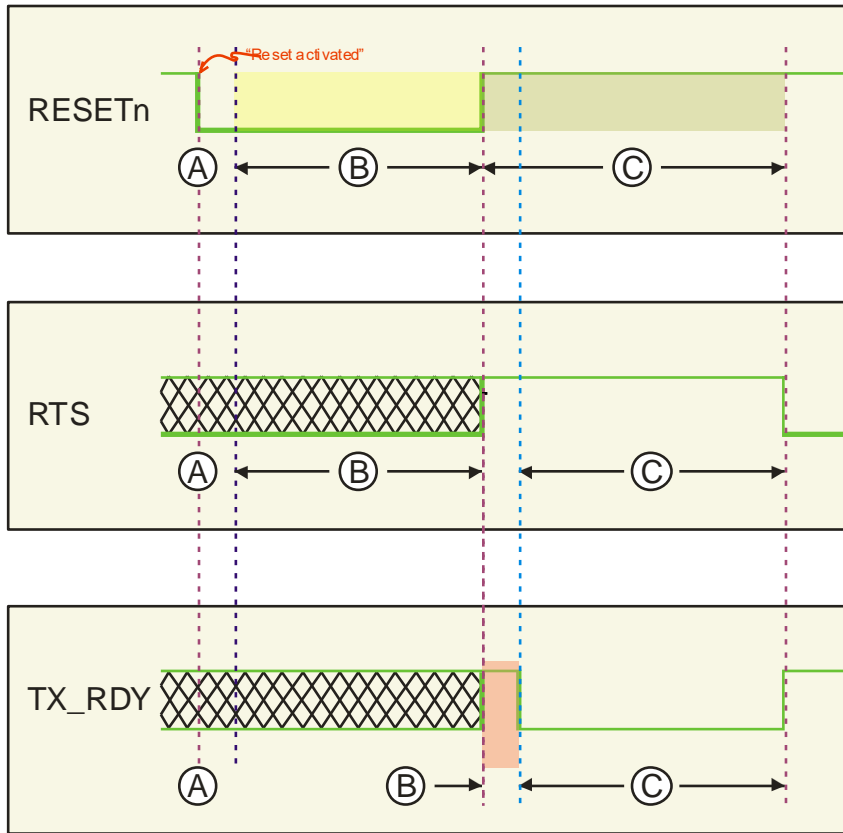 "Reset activated"
RESETn
A B C
RTS
A B C
TX_RDY
A B C